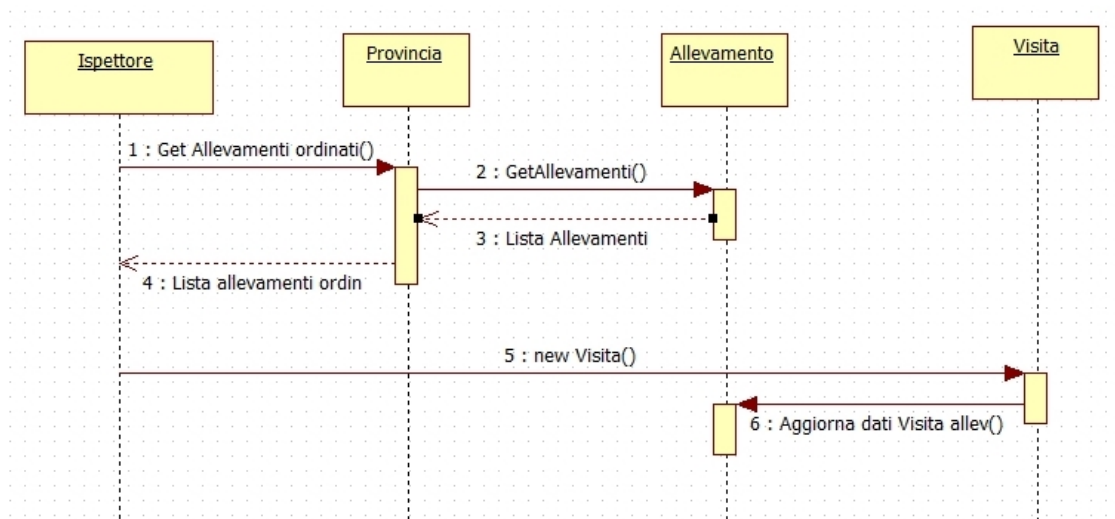 Ispettore
Provincia
Allevamento
Visita
1 : Get Allevamenti ordinati()
2 : GetAllevamenti()
3 : Lista Allevamenti
4 : Lista allevamenti ordin
5 : new Visita()
6 : Aggiorna dati Visita allev()